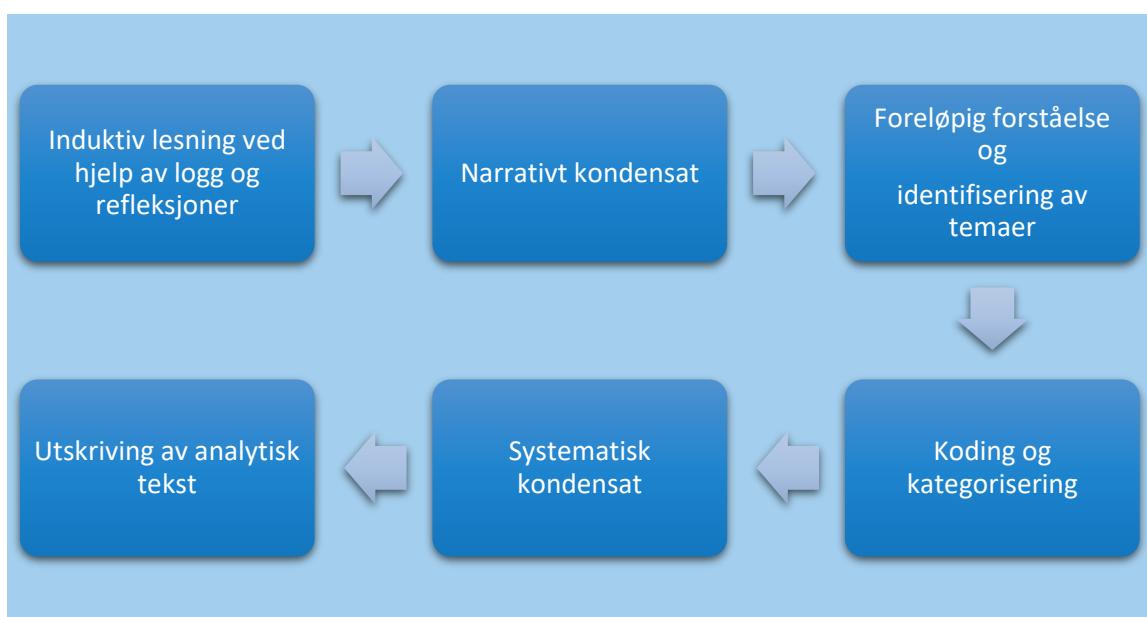 Induktiv lesning ved
hjelp av logg og
refleksjoner
Narrativt kondensat
Foreløpig forståelse
og
identifisering av
temaer
Koding og
kategorisering
Systematisk
kondensat
Utskriving av analytisk
tekst